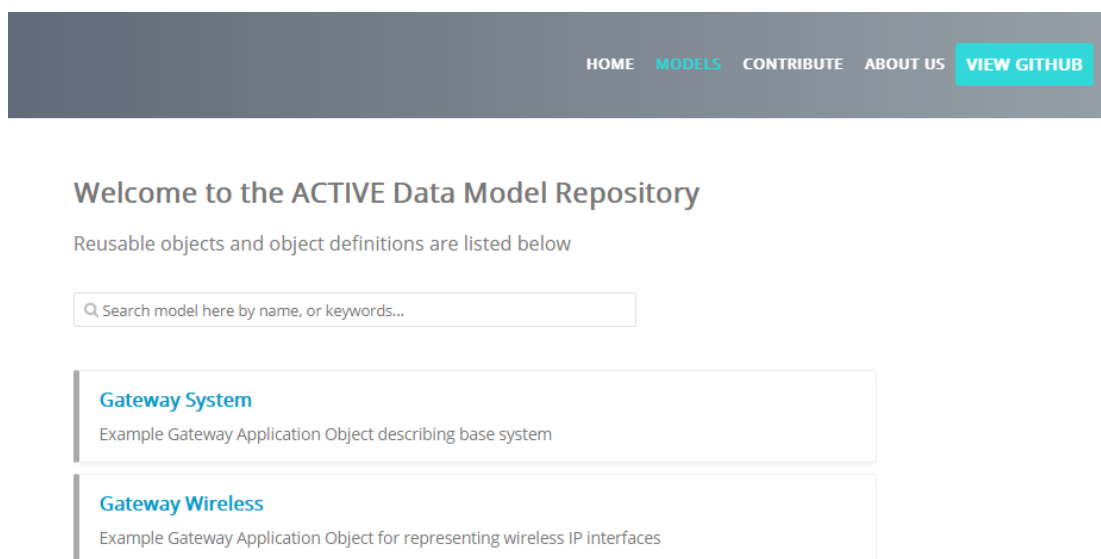 HOME MODELS CONTRIBUTE ABOUT US VIEW GITHUB
Welcome to the ACTIVE Data Model Repository
Reusable objects and object definitions are listed below
Search model here by name, or keywords...
Gateway System
Example Gateway Application Object describing base system
Gateway Wireless
Example Gateway Application Object for representing wireless IP interfaces